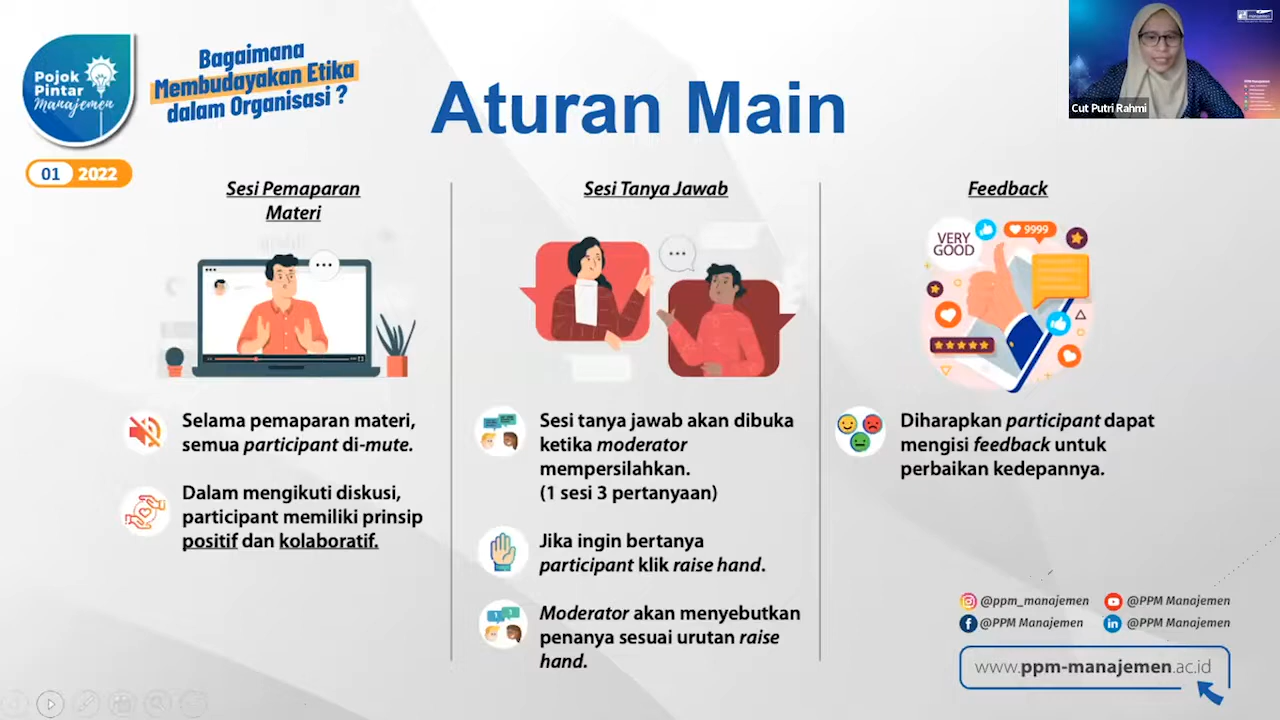 Pojok
Pintar
Manajemen
01 2022
Bagaimana
Membudayakan Etika
dalam Organisasi ?
Aturan Main
Cut Putri Rahmi
Sesi Pemaparan
Materi
Selama pemaparan materi,
semua participant di-mute.
Dalam mengikuti diskusi,
participant memiliki prinsip
positif dan kolaboratif.
Sesi Tanya Jawab
Sesi tanya jawab akan dibuka
ketika moderator
mempersilahkan.
(1 sesi 3 pertanyaan)
Jika ingin bertanya
participant klik raise hand.
Moderator akan menyebutkan
penanya sesuai urutan raise
hand.
Feedback
VERY
GOOD
9999
Diharapkan participant dapat
mengisi feedback untuk
perbaikan kedepannya.
@ppm_manajemen @PPM Manajemen
@PPM Manajemen @PPM Manajemen
www.ppm-manajemen.ac.id